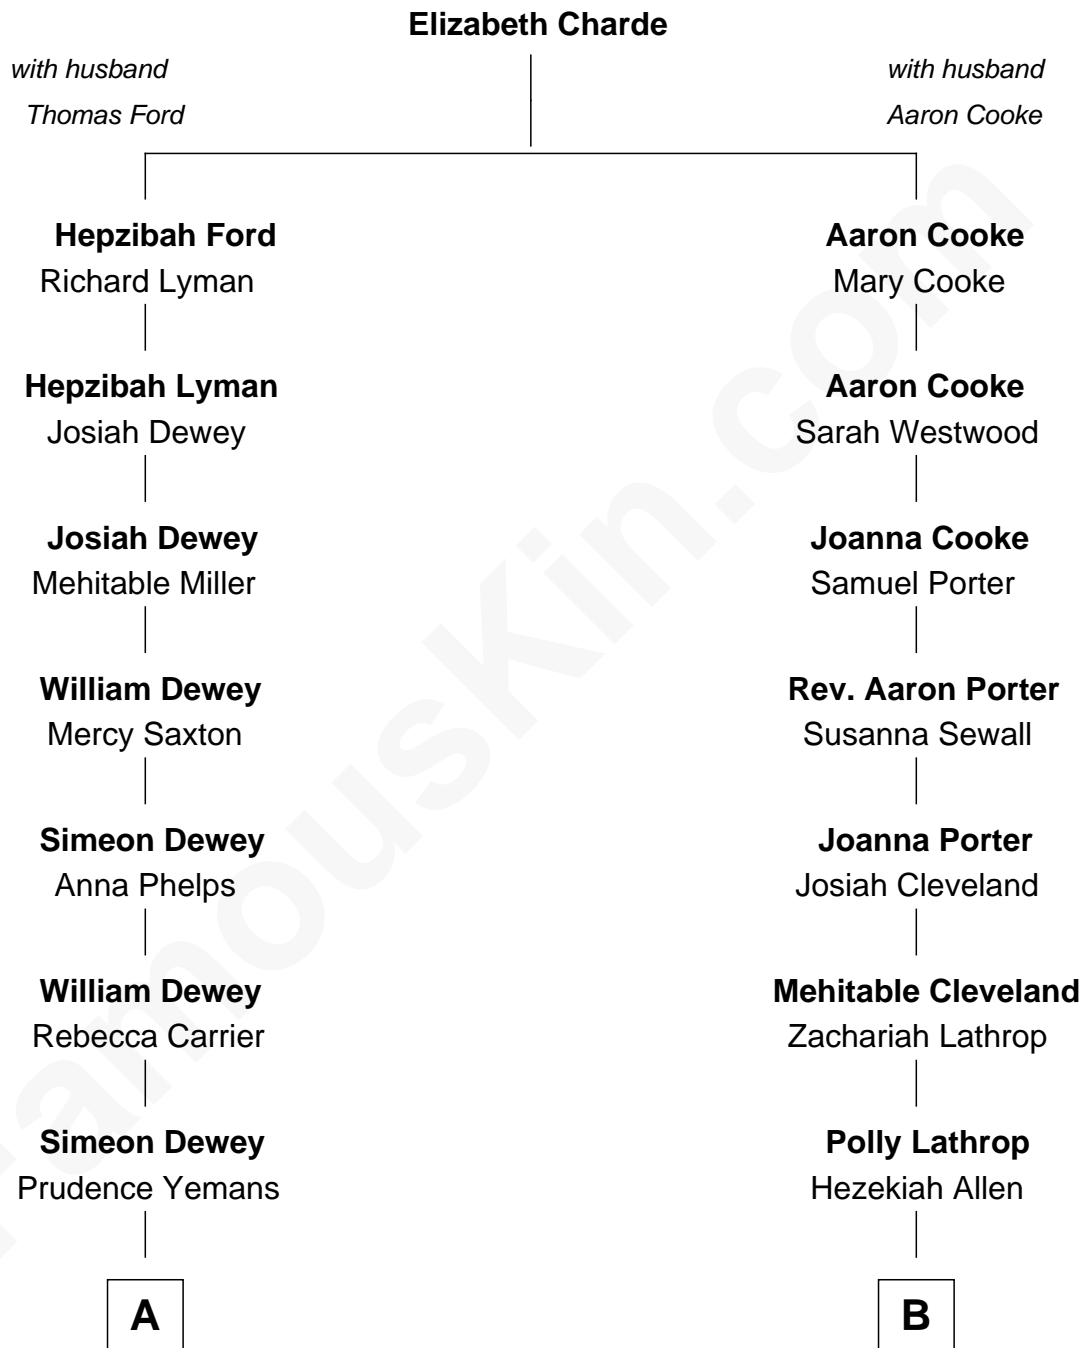 Elizabeth Charde
with husband
Thomas Ford
with husband
Aaron Cooke
Hepzibah Ford
Richard Lyman
Aaron Cooke
Mary Cooke
Hepzibah Lyman
Josiah Dewey
Aaron Cooke
Sarah Westwood
Josiah Dewey
Mehitable Miller
Joanna Cooke
Samuel Porter
William Dewey
Mercy Saxton
Rev. Aaron Porter
Susanna Sewall
Simeon Dewey
Anna Phelps
Joanna Porter
Josiah Cleveland
William Dewey
Rebecca Carrier
Mehitable Cleveland
Zachariah Lathrop
Simeon Dewey
Prudence Yemans
Polly Lathrop
Hezekiah Allen
A
B
FamousKin.com